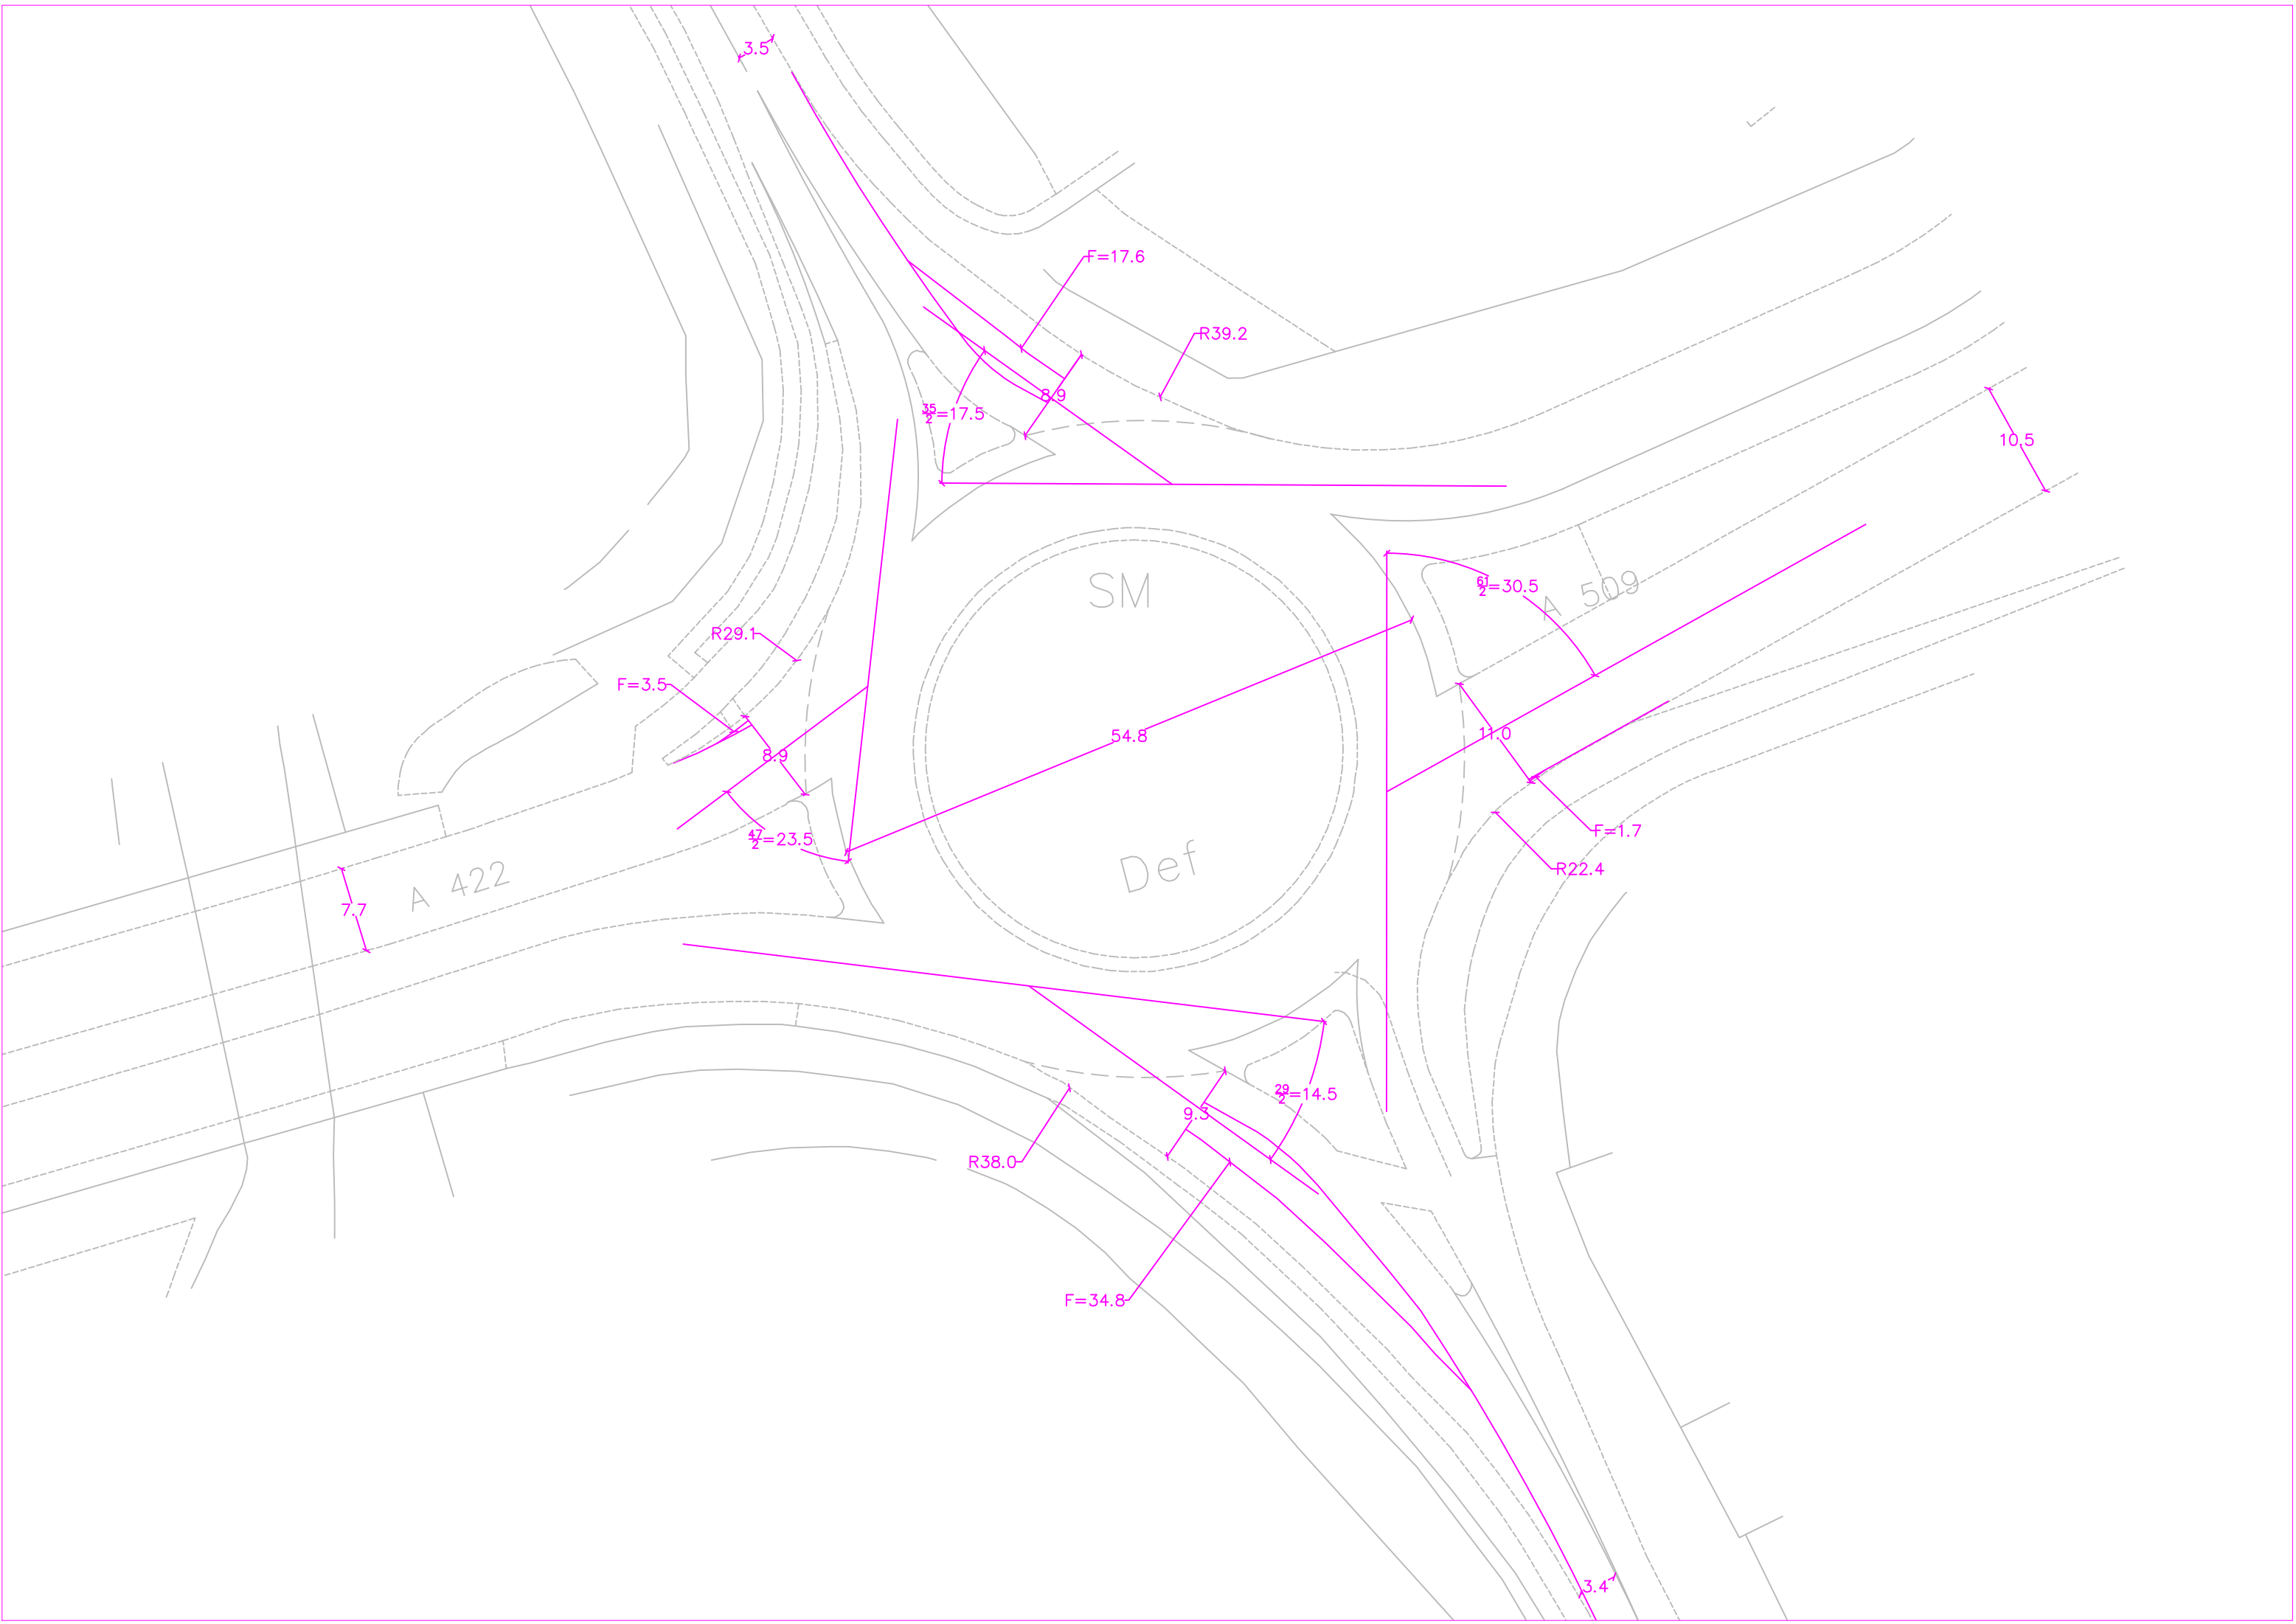 3.5
F=17.6
R39.2
8.9
35/2=17.5
10.5
SM
61/2=30.5
A 509
R29.1
F=3.5
54.8
11.0
8.9
47/2=23.5
F=1.7
R22.4
Def
A 422
7.7
29/2=14.5
9.3
R38.0
F=34.8
3.4